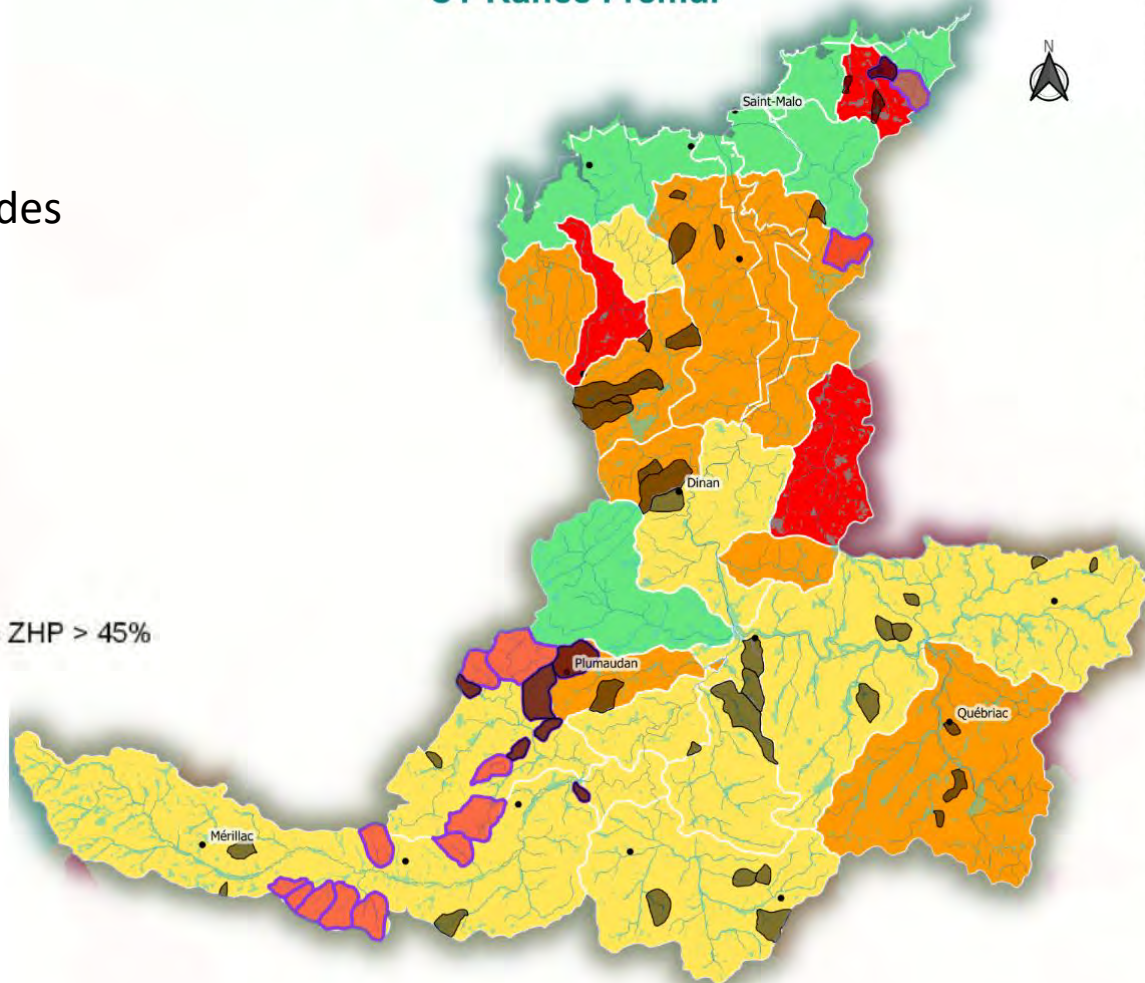 N
Saint-Malo
des
Dinan
ZHP > 45%
Plumaudan
Québriac
Mérillac